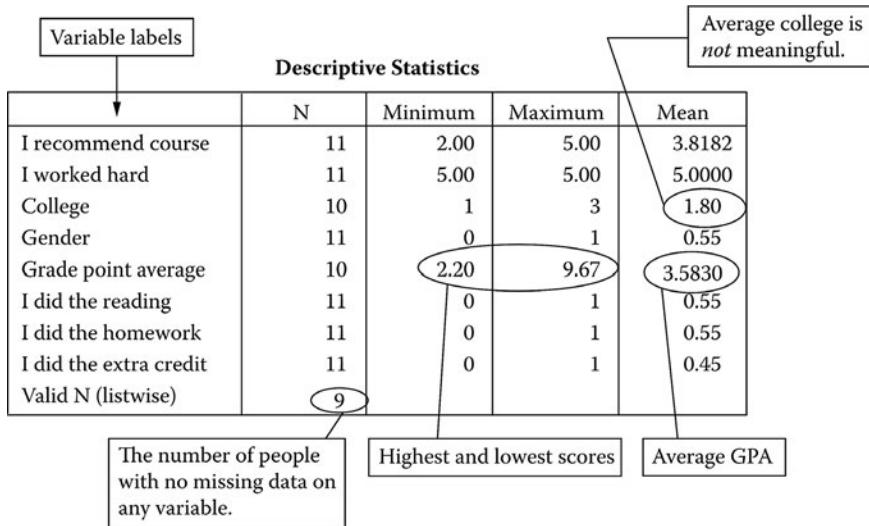 Variable labels
Average college is
not meaningful.
Descriptive Statistics
N Minimum Maximum Mean
I recommend course 11 2.00 5.00 3.8182
I worked hard 11 5.00 5.00 5.0000
College 10 1 3 1.80
Gender 11 0 1 0.55
Grade point average 10 2.20 9.67 3.5830
I did the reading 11 0 1 0.55
I did the homework 11 0 1 0.55
I did the extra credit 11 0 1 0.45
Valid N (listwise) 9
The number of people
with no missing data on
any variable.
Highest and lowest scores
Average GPA